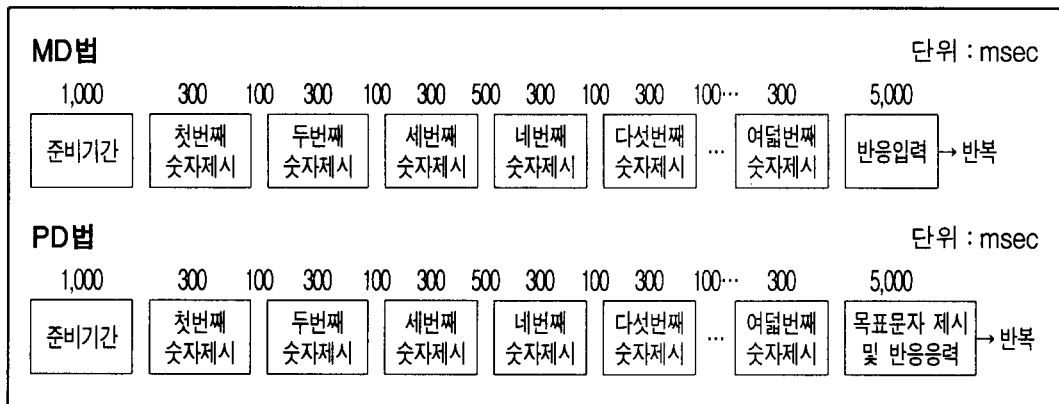 MD법 단위 : msec
1,000 300 100 300 100 300 500 300 100 300 100… 300 5,000
준비기간 첫번째 숫자제시 두번째 숫자제시 세번째 숫자제시 네번째 숫자제시 다섯번째 숫자제시 … 여덟번째 숫자제시 반응입력 → 반복
PD법 단위 : msec
1,000 300 100 300 100 300 500 300 100 300 100… 300 5,000
준비기간 첫번째 숫자제시 두번째 숫자제시 세번째 숫자제시 네번째 숫자제시 다섯번째 숫자제시 … 여덟번째 숫자제시 목표문자 제시 및 반응응력 → 반복